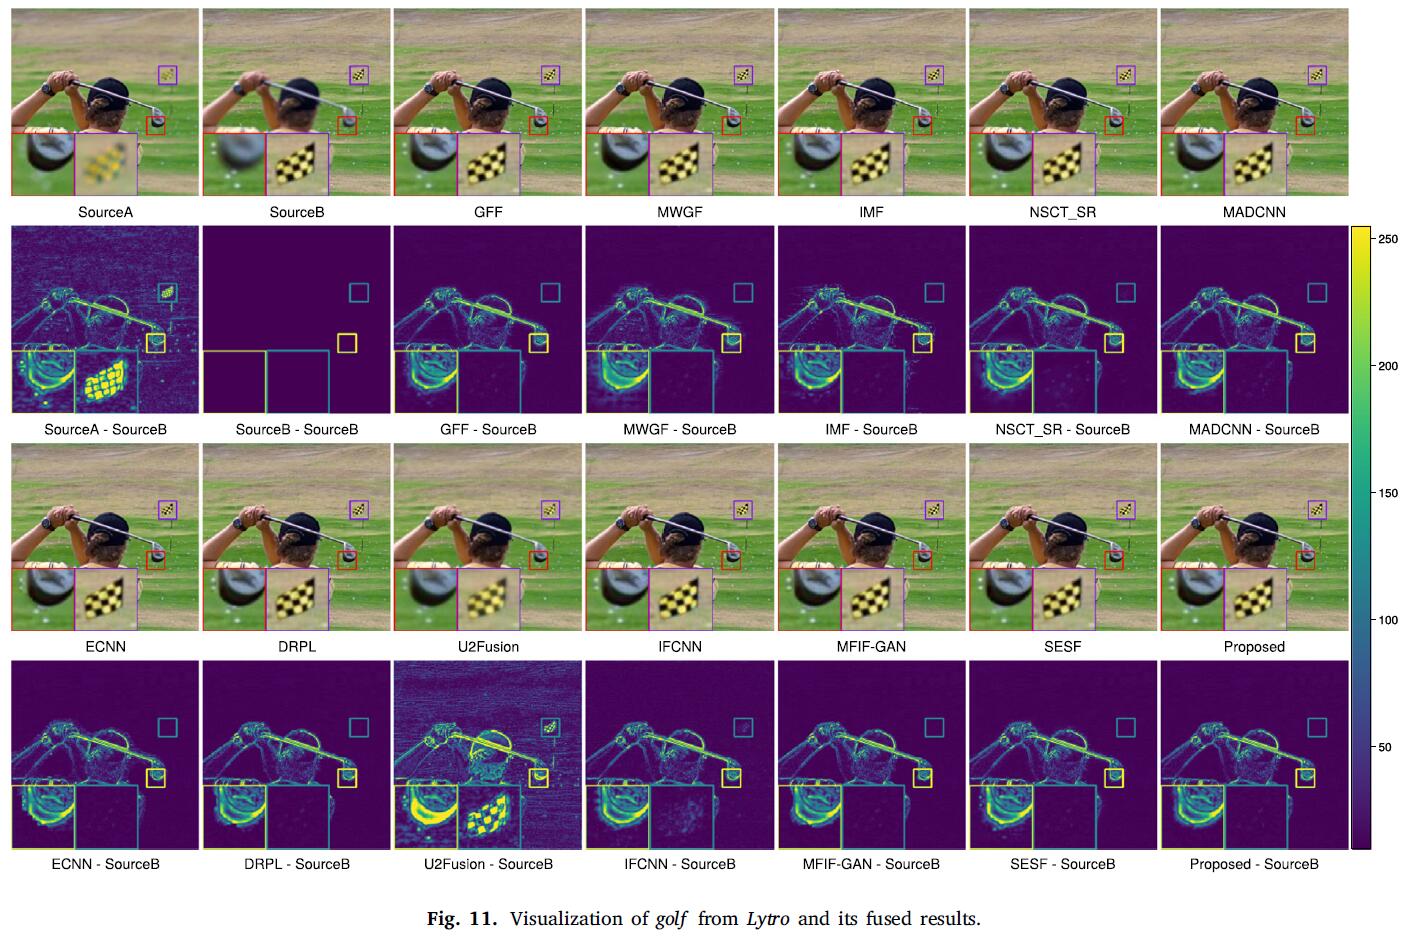 SourceA SourceB GFF MWGF IMF NSCT_SR MADCNN
250
200
SourceA - SourceB SourceB - SourceB GFF - SourceB MWGF - SourceB IMF - SourceB NSCT_SR - SourceB MADCNN - SourceB
150
100
ECNN DRPL U2Fusion IFCNN MFIF-GAN SESF Proposed
50
ECNN - SourceB DRPL - SourceB U2Fusion - SourceB IFCNN - SourceB MFIF-GAN - SourceB SESF - SourceB Proposed - SourceB
Fig. 11. Visualization of golf from Lytro and its fused results.